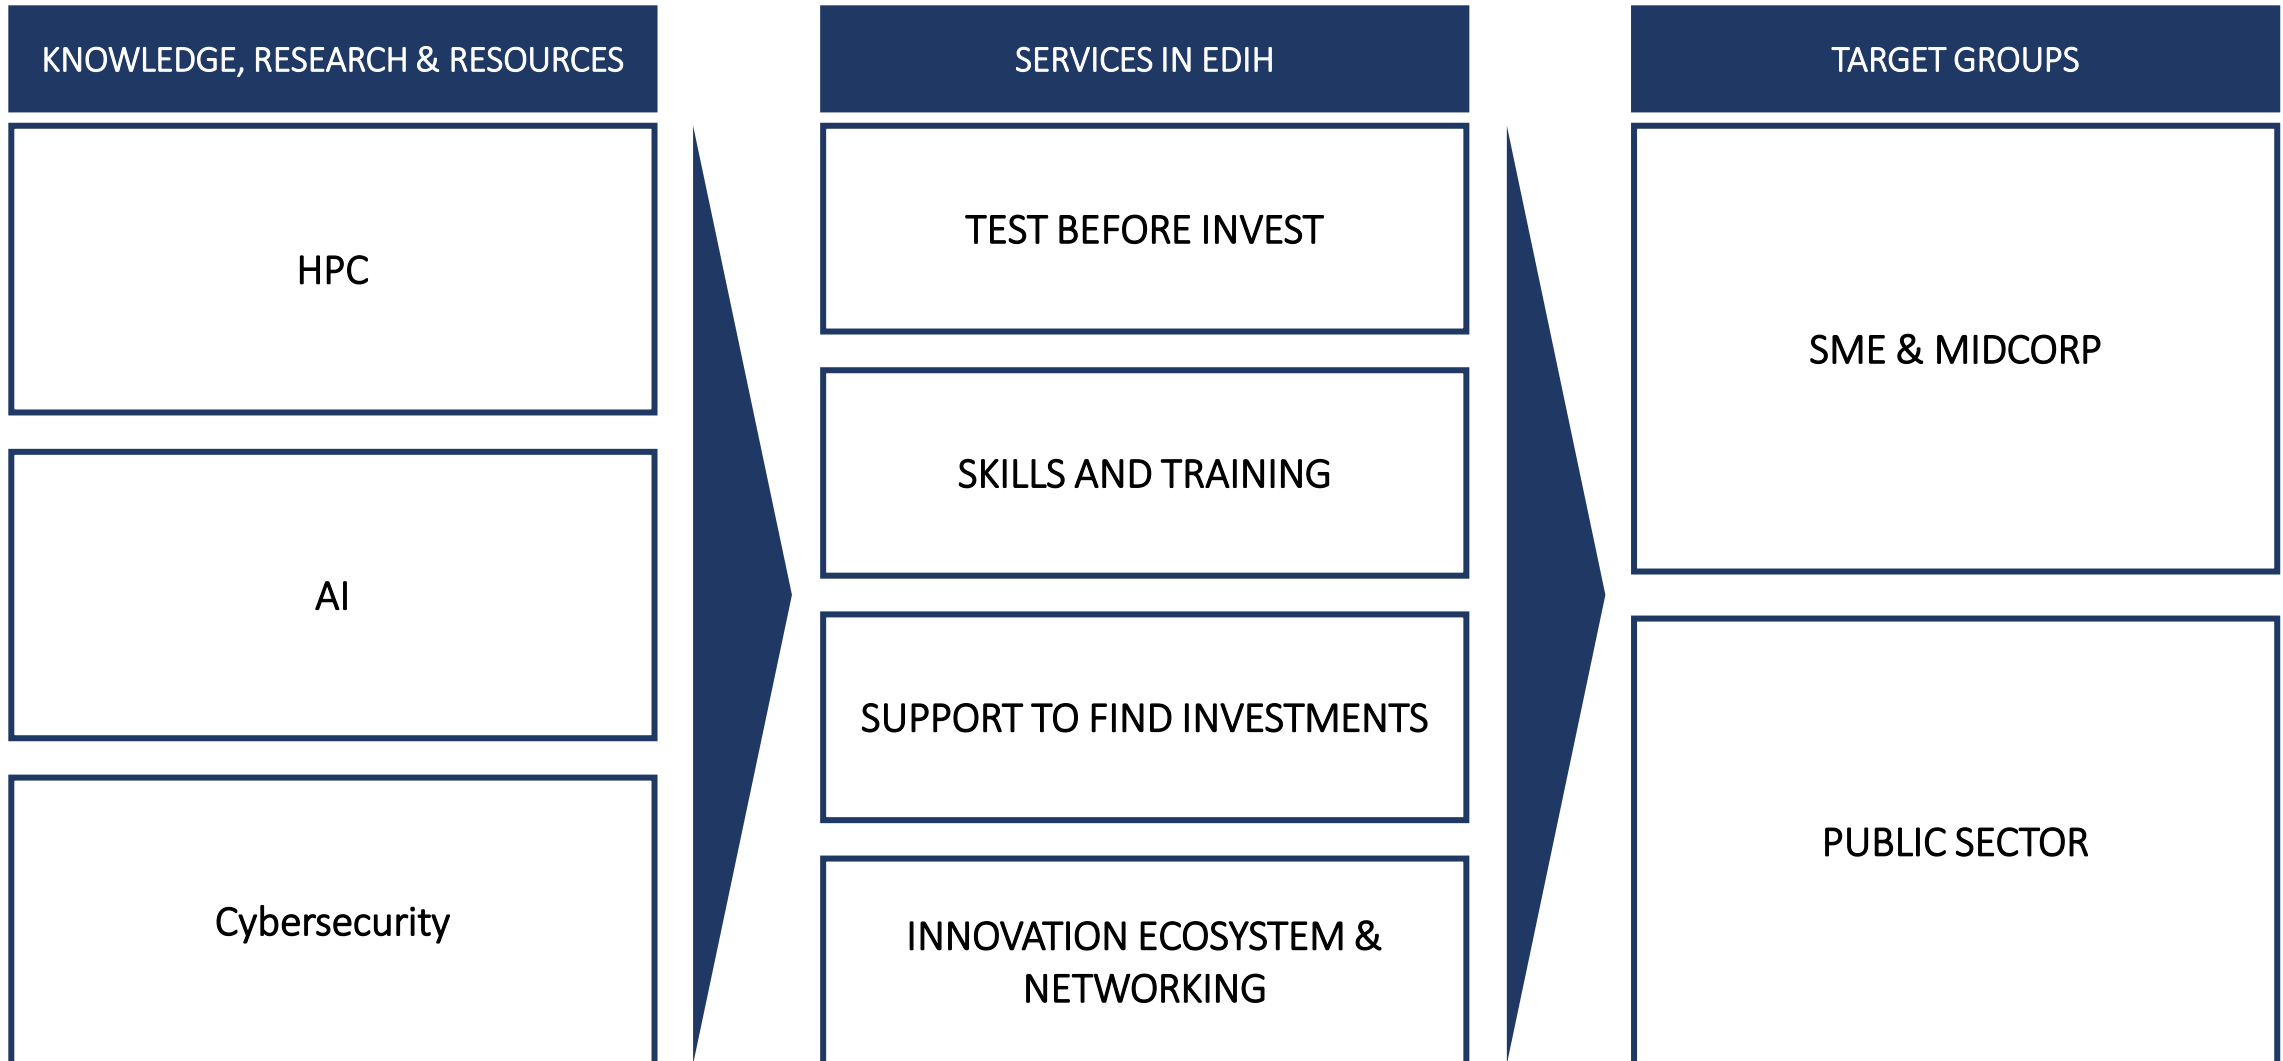 KNOWLEDGE, RESEARCH & RESOURCES
HPC
AI
Cybersecurity
SERVICES IN EDIH
TEST BEFORE INVEST
SKILLS AND TRAINING
SUPPORT TO FIND INVESTMENTS
INNOVATION ECOSYSTEM &
NETWORKING
TARGET GROUPS
SME & MIDCORP
PUBLIC SECTOR